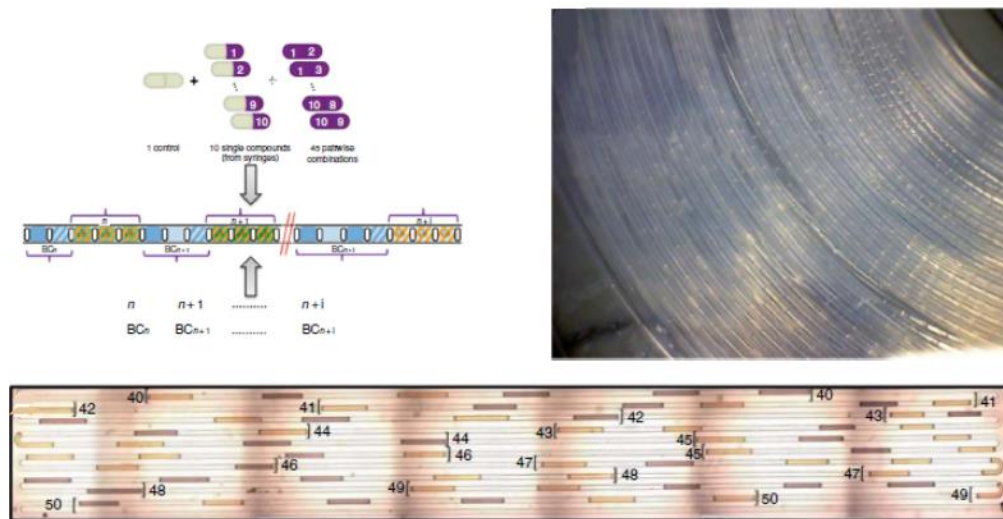 1
1 2
+
2
÷
1 3
9
10 8
10
10 9
1 control
10 single compounds
(from syringes)
45 pairwise
combinations
n
n+1
n+i
BCn
BCn+1
BCn+i
n n+1 .......... n+i
BCn BCn+1 .......... BCn+i
40 40
42 41 42 43 41
44 43
44 45
46 46 47 45 47
48 49 48 49
50 50